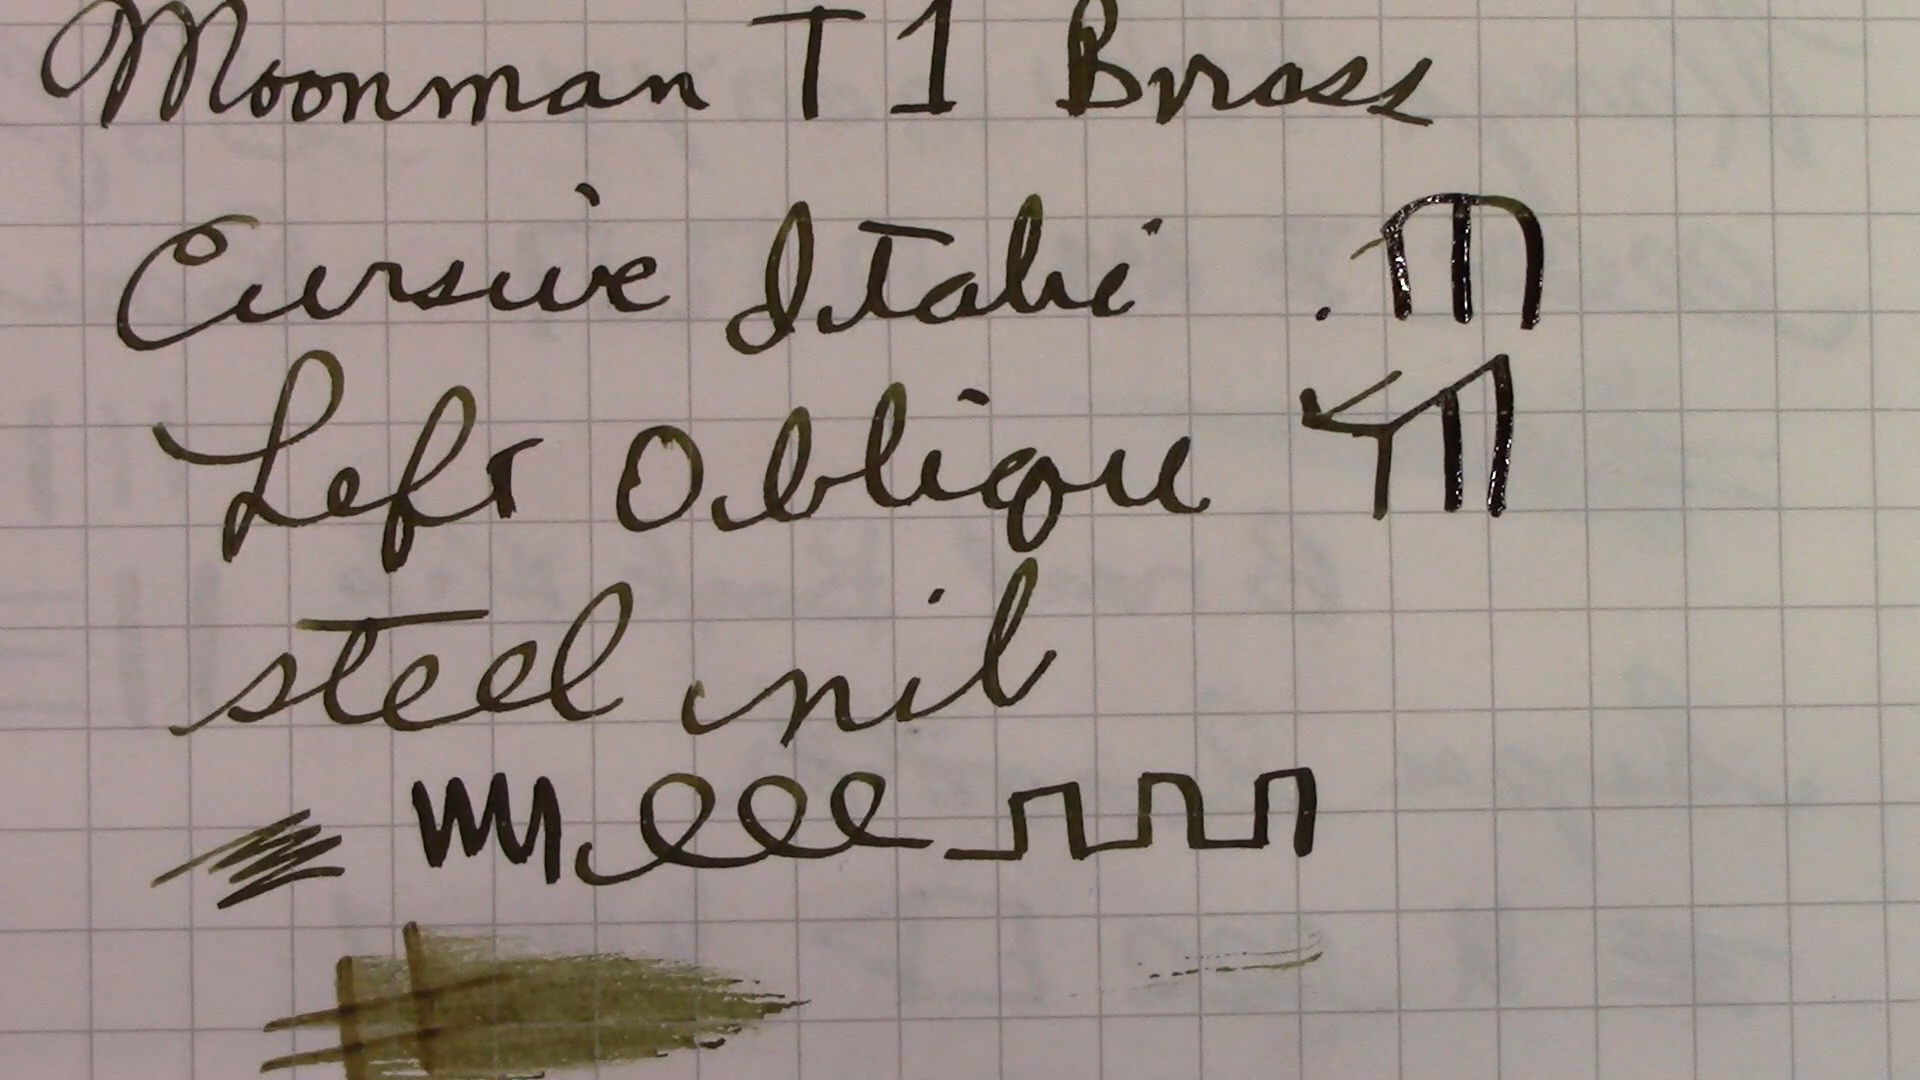 Moonman T1 Brass
Cursive Italic
Left Oblique
steel nib